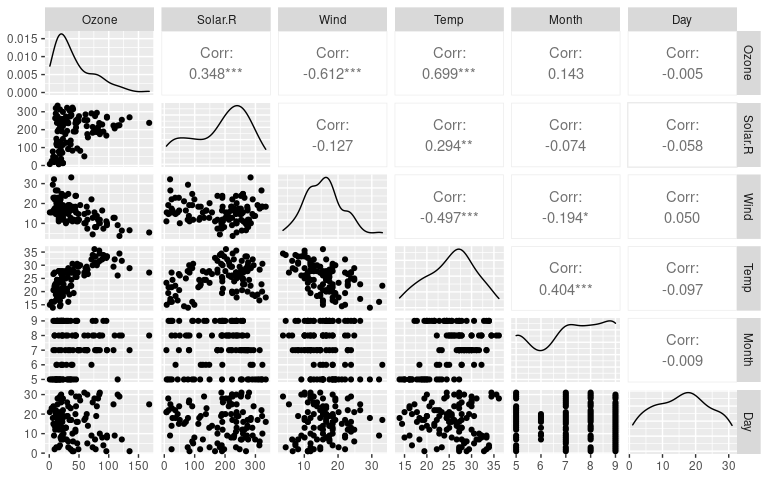 Ozone Solar.R Wind Temp Month Day
0.015
0.010
0.005
0.000
Corr:
0.348***
Corr:
-0.612***
Corr:
0.699***
Corr:
0.143
Corr:
-0.005
Ozone
300
200
100
0
Corr:
-0.127
Corr:
0.294**
Corr:
-0.074
Corr:
-0.058
Solar.R
30
20
10
Corr:
-0.497***
Corr:
-0.194*
Corr:
0.050
Wind
35
30
25
20
15
Corr:
0.404***
Corr:
-0.097
Temp
9
8
7
6
5
Corr:
-0.009
Month
30
20
10
0
Day
0 50 100 150 0 100 200 300 10 20 30 15 20 25 30 35 5 6 7 8 9 0 10 20 30